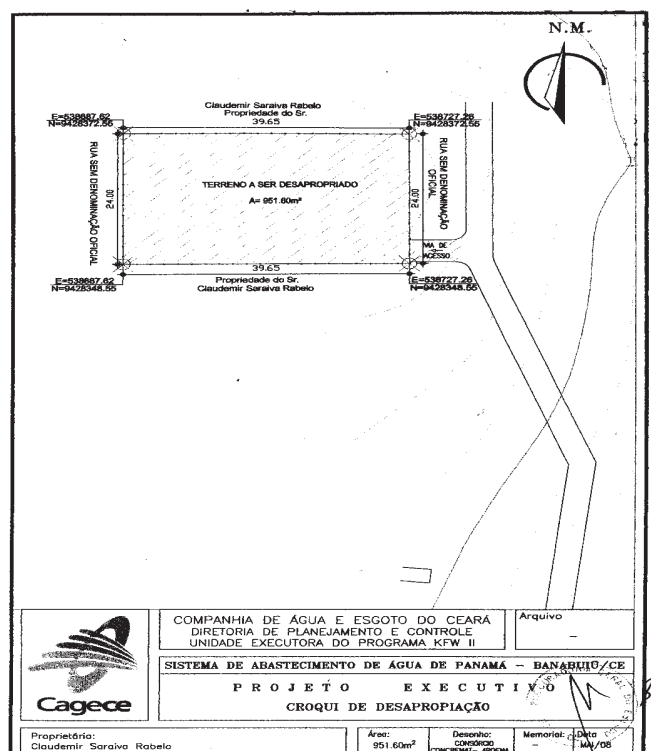 N.M.
Claudemir Saraiva Rabelo
Propriedade do Sr.
39.65
E=538687.62
N=9428372.55
E=538727.26
N=9428372.55
RUA SEM DENOMINAÇÃO OFICIAL
24.00
TERRENO A SER DESAPROPRIADO
A= 951.60m²
24.00
RUA SEM DENOMINAÇÃO
OFICIAL
VIA DE
ACESSO
39.65
E=538687.62
N=9428348.55
Propriedade do Sr.
Claudemir Saraiva Rabelo
E=538727.26
N=9428348.55
Cagece
COMPANHIA DE ÁGUA E ESGOTO DO CEARÁ
DIRETORIA DE PLANEJAMENTO E CONTROLE
UNIDADE EXECUTORA DO PROGRAMA KFW II
Arquivo
–
SISTEMA DE ABASTECIMENTO DE ÁGUA DE PANAMÁ – BANABUIÚ/CE
PROJETO EXECUTIVO
CROQUI DE DESAPROPIAÇÃO
Proprietária:
Claudemir Saraiva Rabelo
Área:
951.60m²
Desenho:
CONSÓRCIO
Memorial:
–
Data
MAI/08